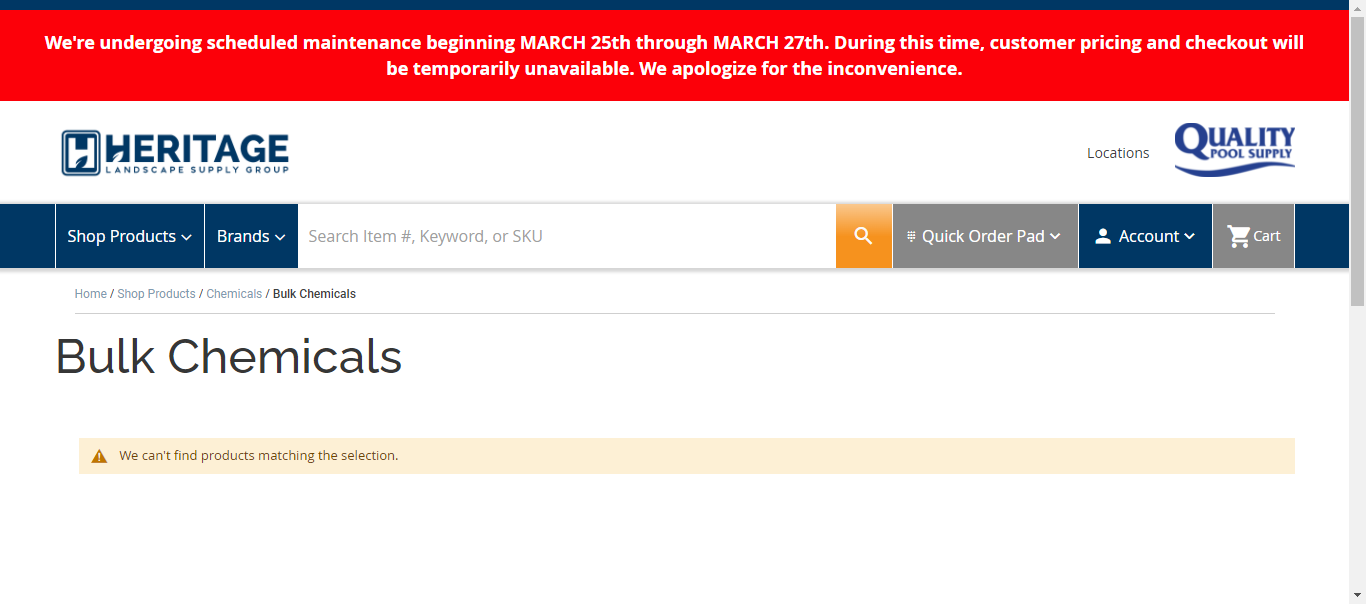 We're undergoing scheduled maintenance beginning MARCH 25th through MARCH 27th. During this time, customer pricing and checkout will
be temporarily unavailable. We apologize for the inconvenience.
HERITAGE
LANDSCAPE SUPPLY GROUP
Locations
QUALITY
POOL SUPPLY
Shop Products
Brands
Search Item #, Keyword, or SKU
Quick Order Pad
Account
Cart
Home / Shop Products / Chemicals / Bulk Chemicals
Bulk Chemicals
We can't find products matching the selection.